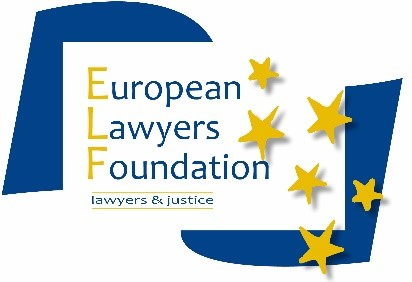 European
Lawyers
Foundation
lawyers & justice